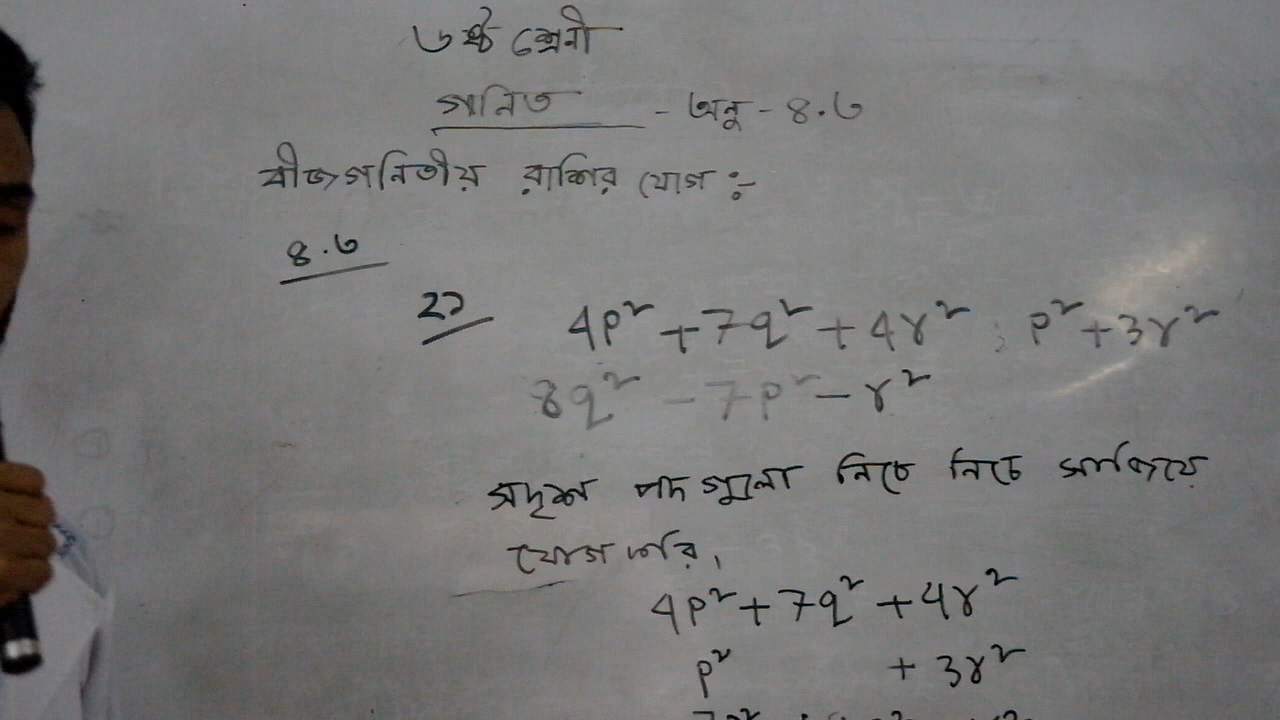 ৬ষ্ঠ শ্রেনী
গনিত - অনু - ৪.৬
বীজগনিতীয় রাশির যোগ :-
৪.৬
4p² + 7q² + 4r² ; p² + 3r²
8q² - 7p² - r²
সদৃশ পদগুলো নিচে নিচে সাজিয়ে
যোগ করি,
4p² + 7q² + 4r²
p² + 3r²